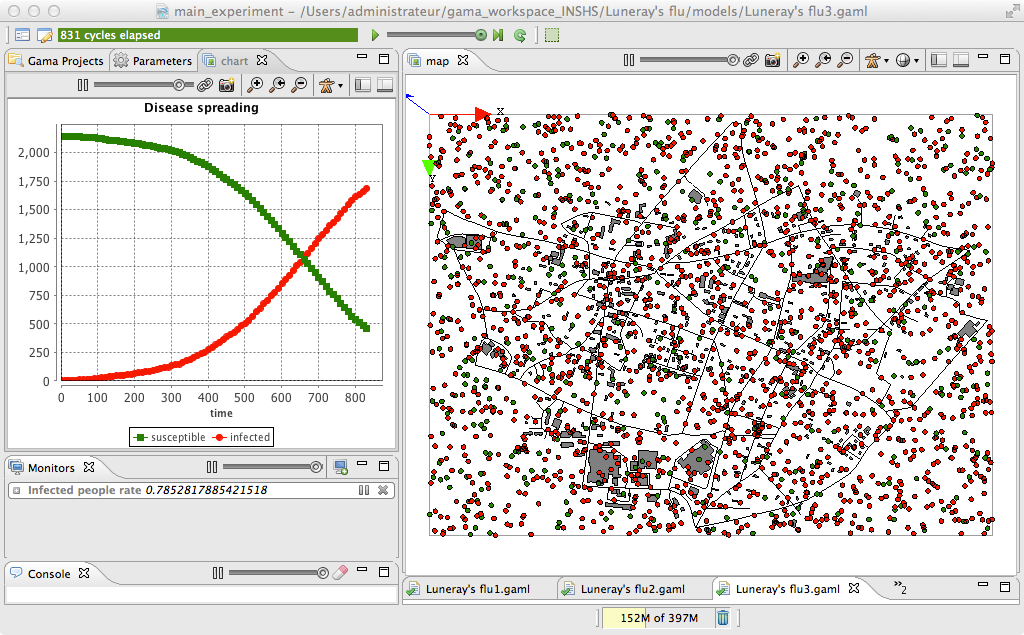 main_experiment – /Users/administrateur/gama_workspace_INSHS/Luneray's flu/models/Luneray's flu3.gaml
831 cycles elapsed
Gama Projects Parameters chart
Disease spreading
2,000
1,750
1,500
1,250
1,000
750
500
250
0
0 100 200 300 400 500 600 700 800
time
susceptible infected
Monitors
Infected people rate 0.7852817885421518
Console
map
X
Y
Luneray's flu1.gaml Luneray's flu2.gaml Luneray's flu3.gaml »2
152M of 397M